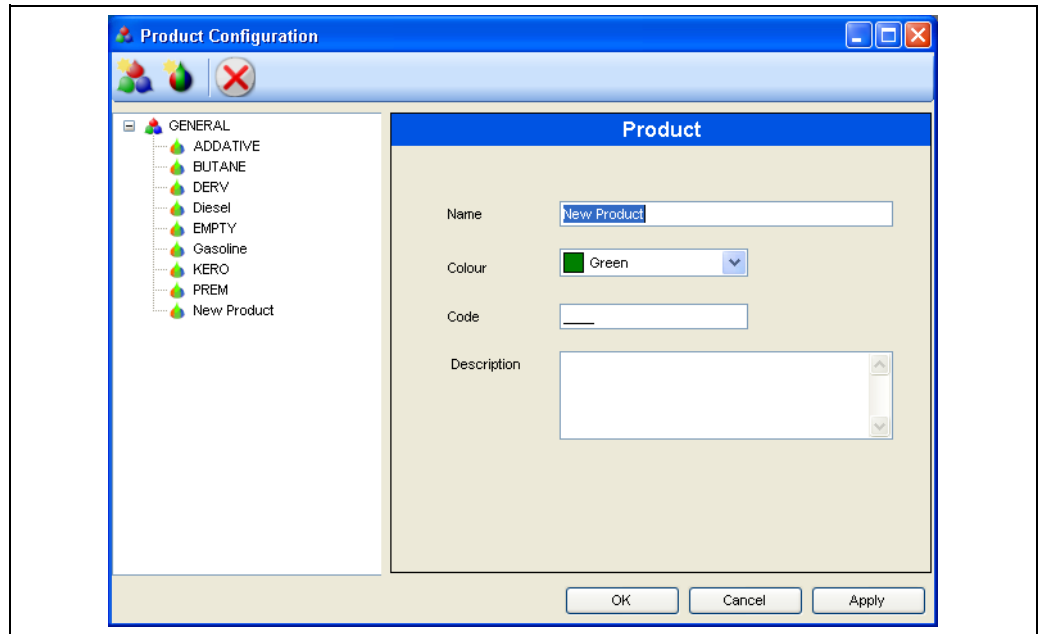 Product Configuration
GENERAL
ADDATIVE
BUTANE
DERV
Diesel
EMPTY
Gasoline
KERO
PREM
New Product
Product
Name
New Product
Colour
Green
Code
____
Description
OK
Cancel
Apply